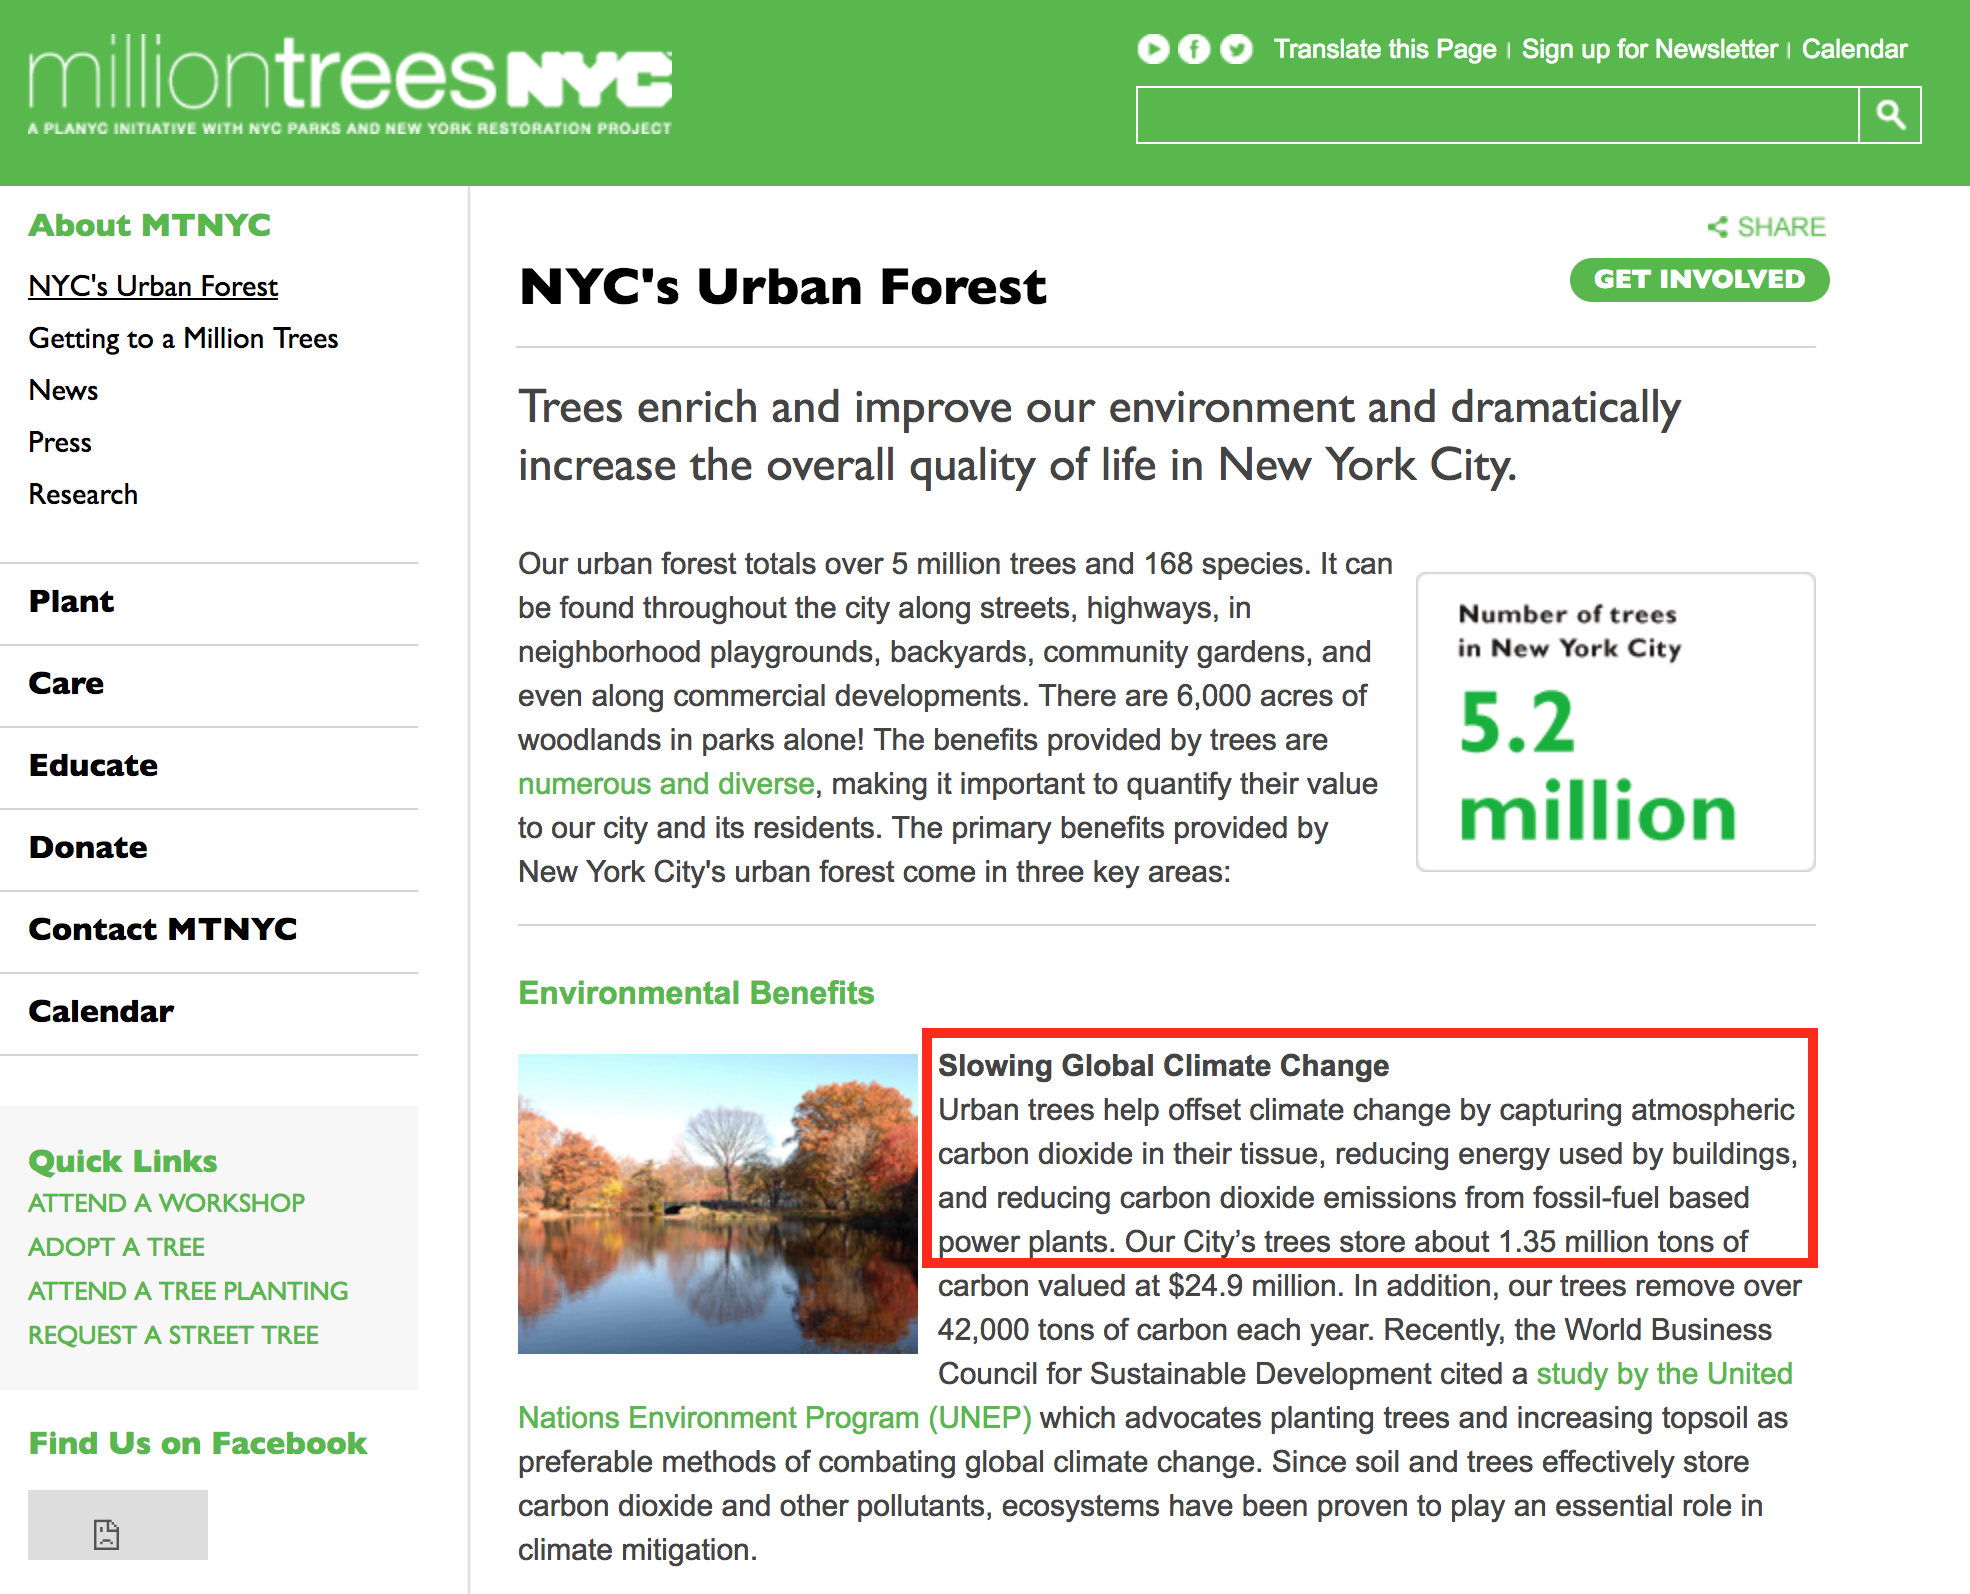 milliontreesNYC
A PLANYC INITIATIVE WITH NYC PARKS AND NEW YORK RESTORATION PROJECT
Translate this Page | Sign up for Newsletter | Calendar
About MTNYC
NYC's Urban Forest
Getting to a Million Trees
News
Press
Research
Plant
Care
Educate
Donate
Contact MTNYC
Calendar
Quick Links
ATTEND A WORKSHOP
ADOPT A TREE
ATTEND A TREE PLANTING
REQUEST A STREET TREE
Find Us on Facebook
SHARE
NYC's Urban Forest
GET INVOLVED
Trees enrich and improve our environment and dramatically
increase the overall quality of life in New York City.
Our urban forest totals over 5 million trees and 168 species. It can
be found throughout the city along streets, highways, in
neighborhood playgrounds, backyards, community gardens, and
even along commercial developments. There are 6,000 acres of
woodlands in parks alone! The benefits provided by trees are
numerous and diverse, making it important to quantify their value
to our city and its residents. The primary benefits provided by
New York City's urban forest come in three key areas:
Number of trees
in New York City
5.2
million
Environmental Benefits
Slowing Global Climate Change
Urban trees help offset climate change by capturing atmospheric
carbon dioxide in their tissue, reducing energy used by buildings,
and reducing carbon dioxide emissions from fossil-fuel based
power plants. Our City’s trees store about 1.35 million tons of
carbon valued at $24.9 million. In addition, our trees remove over
42,000 tons of carbon each year. Recently, the World Business
Council for Sustainable Development cited a study by the United
Nations Environment Program (UNEP) which advocates planting trees and increasing topsoil as
preferable methods of combating global climate change. Since soil and trees effectively store
carbon dioxide and other pollutants, ecosystems have been proven to play an essential role in
climate mitigation.